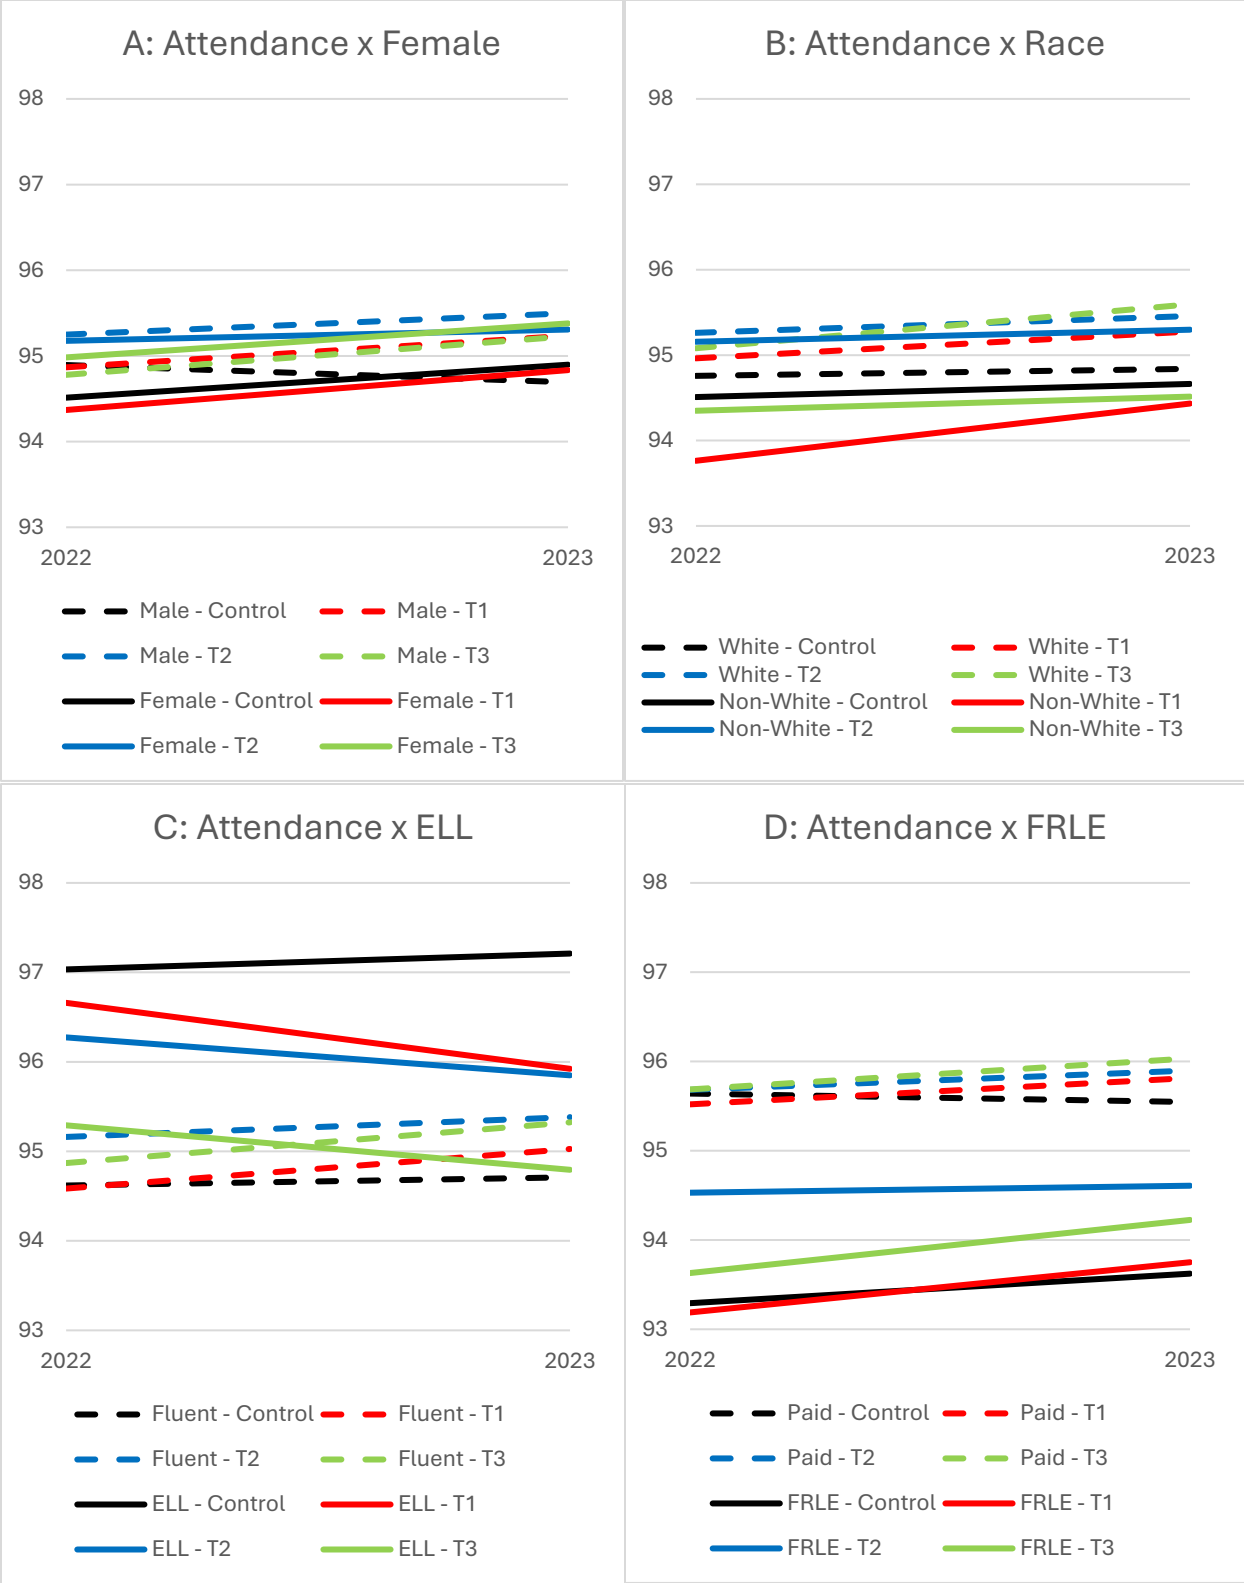 A: Attendance x Female
98
97
96
95
94
93
2022 2023
Male - Control Male - T1
Male - T2 Male - T3
Female - Control Female - T1
Female - T2 Female - T3
B: Attendance x Race
98
97
96
95
94
93
2022 2023
White - Control White - T1
White - T2 White - T3
Non-White - Control Non-White - T1
Non-White - T2 Non-White - T3
C: Attendance x ELL
98
97
96
95
94
93
2022 2023
Fluent - Control Fluent - T1
Fluent - T2 Fluent - T3
ELL - Control ELL - T1
ELL - T2 ELL - T3
D: Attendance x FRLE
98
97
96
95
94
93
2022 2023
Paid - Control Paid - T1
Paid - T2 Paid - T3
FRLE - Control FRLE - T1
FRLE - T2 FRLE - T3